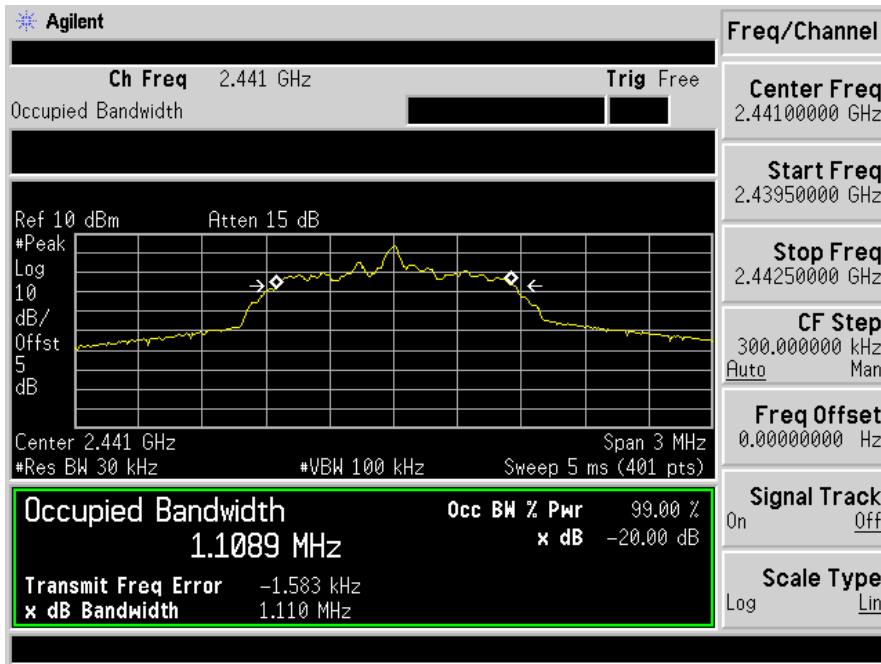 Agilent
Freq/Channel
Ch Freq 2.441 GHz Trig Free
Occupied Bandwidth
Center Freq
2.44100000 GHz
Start Freq
2.43950000 GHz
Stop Freq
2.44250000 GHz
CF Step
300.000000 kHz
Auto Man
Freq Offset
0.00000000 Hz
Signal Track
On Off
Scale Type
Log Lin
Ref 10 dBm Atten 15 dB
#Peak
Log
10
dB/
Offst
5
dB
Center 2.441 GHz Span 3 MHz
#Res BW 30 kHz #VBW 100 kHz Sweep 5 ms (401 pts)
Occupied Bandwidth
1.1089 MHz
Occ BW % Pwr 99.00 %
x dB -20.00 dB
Transmit Freq Error -1.583 kHz
x dB Bandwidth 1.110 MHz